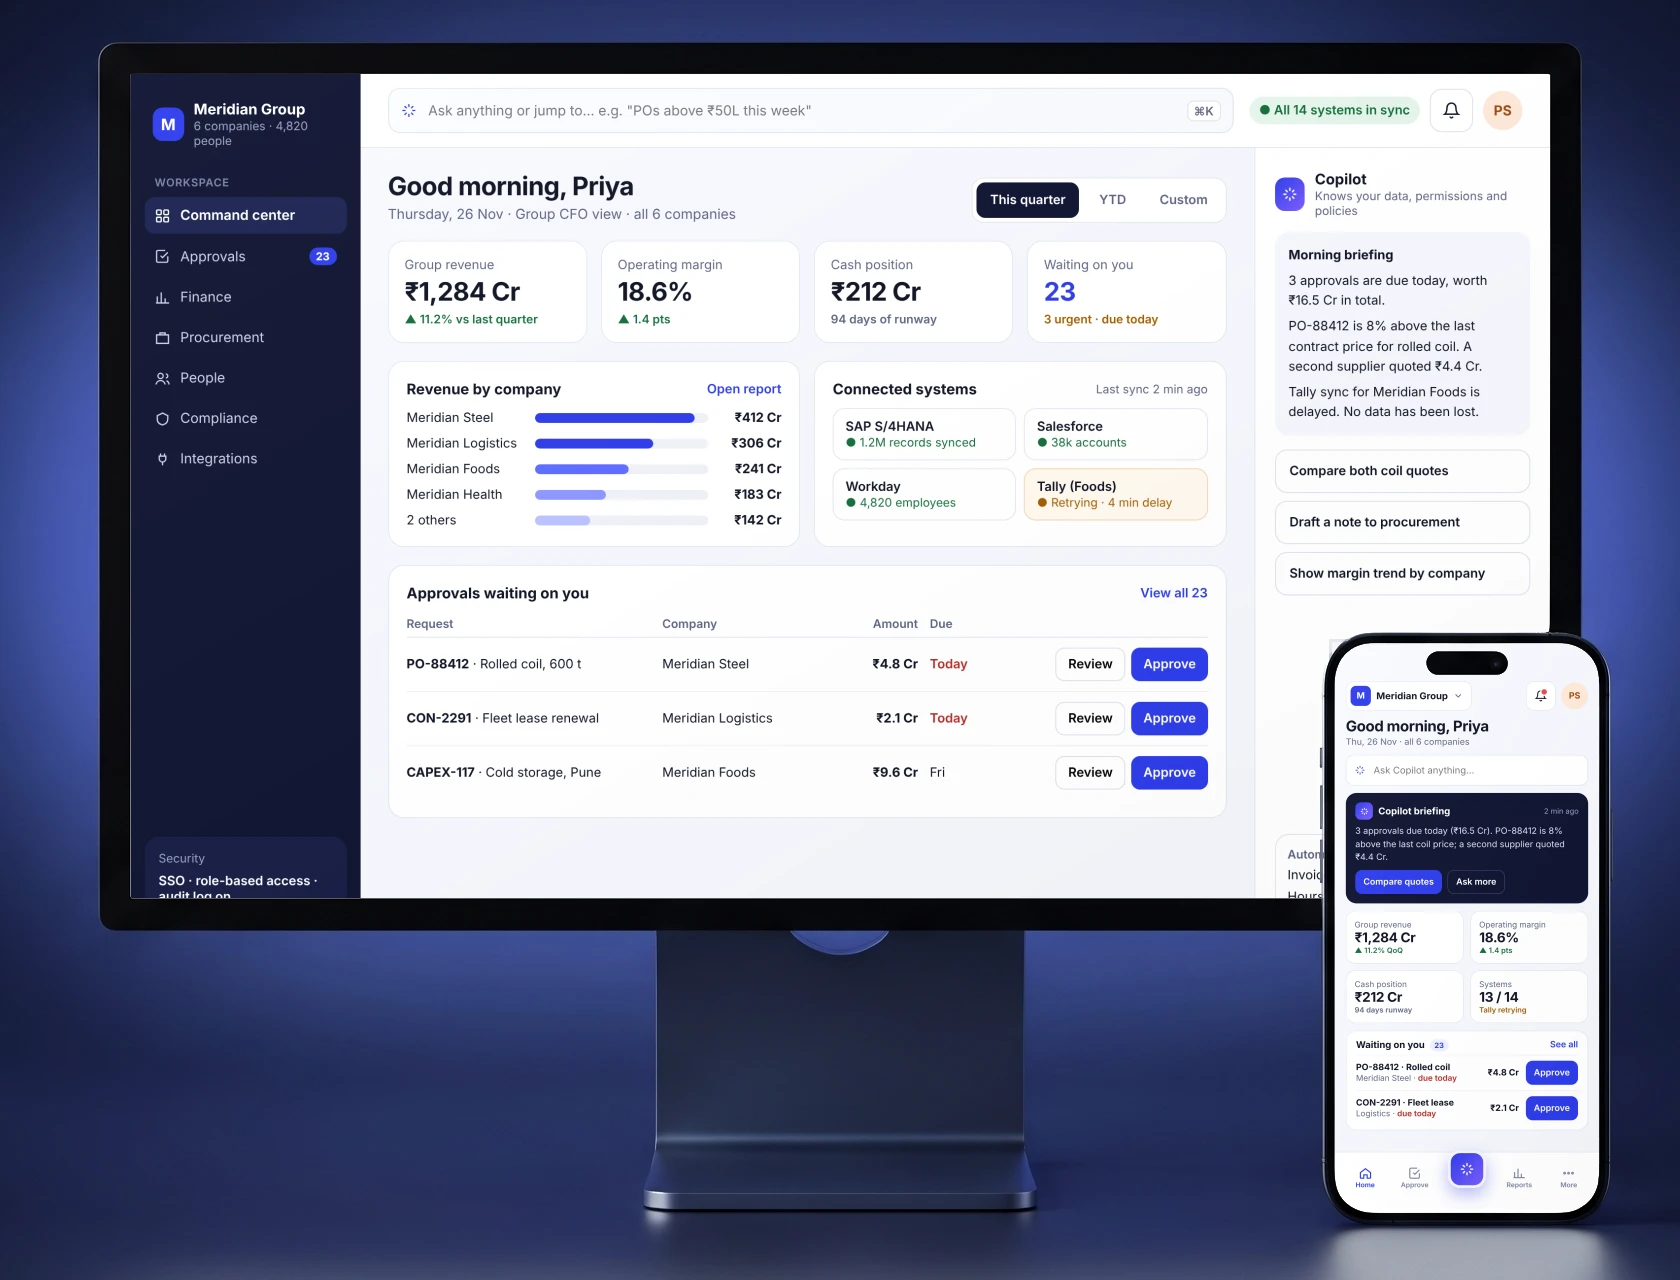 M
Meridian Group
6 companies · 4,820
people
WORKSPACE
Command center
Approvals 23
Finance
Procurement
People
Compliance
Integrations
Security
SSO · role-based access ·
audit log on
Ask anything or jump to... e.g. "POs above ₹50L this week" ⌘K
All 14 systems in sync
PS
Good morning, Priya
Thursday, 26 Nov · Group CFO view · all 6 companies
This quarter YTD Custom
Group revenue
₹1,284 Cr
▲ 11.2% vs last quarter
Operating margin
18.6%
▲ 1.4 pts
Cash position
₹212 Cr
94 days of runway
Waiting on you
23
3 urgent · due today
Revenue by company Open report
Meridian Steel ₹412 Cr
Meridian Logistics ₹306 Cr
Meridian Foods ₹241 Cr
Meridian Health ₹183 Cr
2 others ₹142 Cr
Connected systems Last sync 2 min ago
SAP S/4HANA
1.2M records synced
Salesforce
38k accounts
Workday
4,820 employees
Tally (Foods)
Retrying · 4 min delay
Approvals waiting on you View all 23
Request Company Amount Due
PO-88412 · Rolled coil, 600 t Meridian Steel ₹4.8 Cr Today Review Approve
CON-2291 · Fleet lease renewal Meridian Logistics ₹2.1 Cr Today Review Approve
CAPEX-117 · Cold storage, Pune Meridian Foods ₹9.6 Cr Fri Review Approve
Copilot
Knows your data, permissions and
policies
Morning briefing
3 approvals are due today, worth
₹16.5 Cr in total.
PO-88412 is 8% above the last
contract price for rolled coil. A
second supplier quoted ₹4.4 Cr.
Tally sync for Meridian Foods is
delayed. No data has been lost.
Compare both coil quotes
Draft a note to procurement
Show margin trend by company
Hours
M Meridian Group PS
Good morning, Priya
Thu, 26 Nov · all 6 companies
Ask Copilot anything...
Copilot briefing 2 min ago
3 approvals due today (₹16.5 Cr). PO-88412 is 8%
above the last coil price; a second supplier quoted
₹4.4 Cr.
Compare quotes Ask more
Group revenue
₹1,284 Cr
▲ 11.2% QoQ
Operating margin
18.6%
▲ 1.4 pts
Cash position
₹212 Cr
94 days runway
Systems
13 / 14
Tally retrying
Waiting on you 23 See all
PO-88412 · Rolled coil
Meridian Steel · due today
₹4.8 Cr Approve
CON-2291 · Fleet lease
Logistics · due today
₹2.1 Cr Approve
Home Approve Reports More